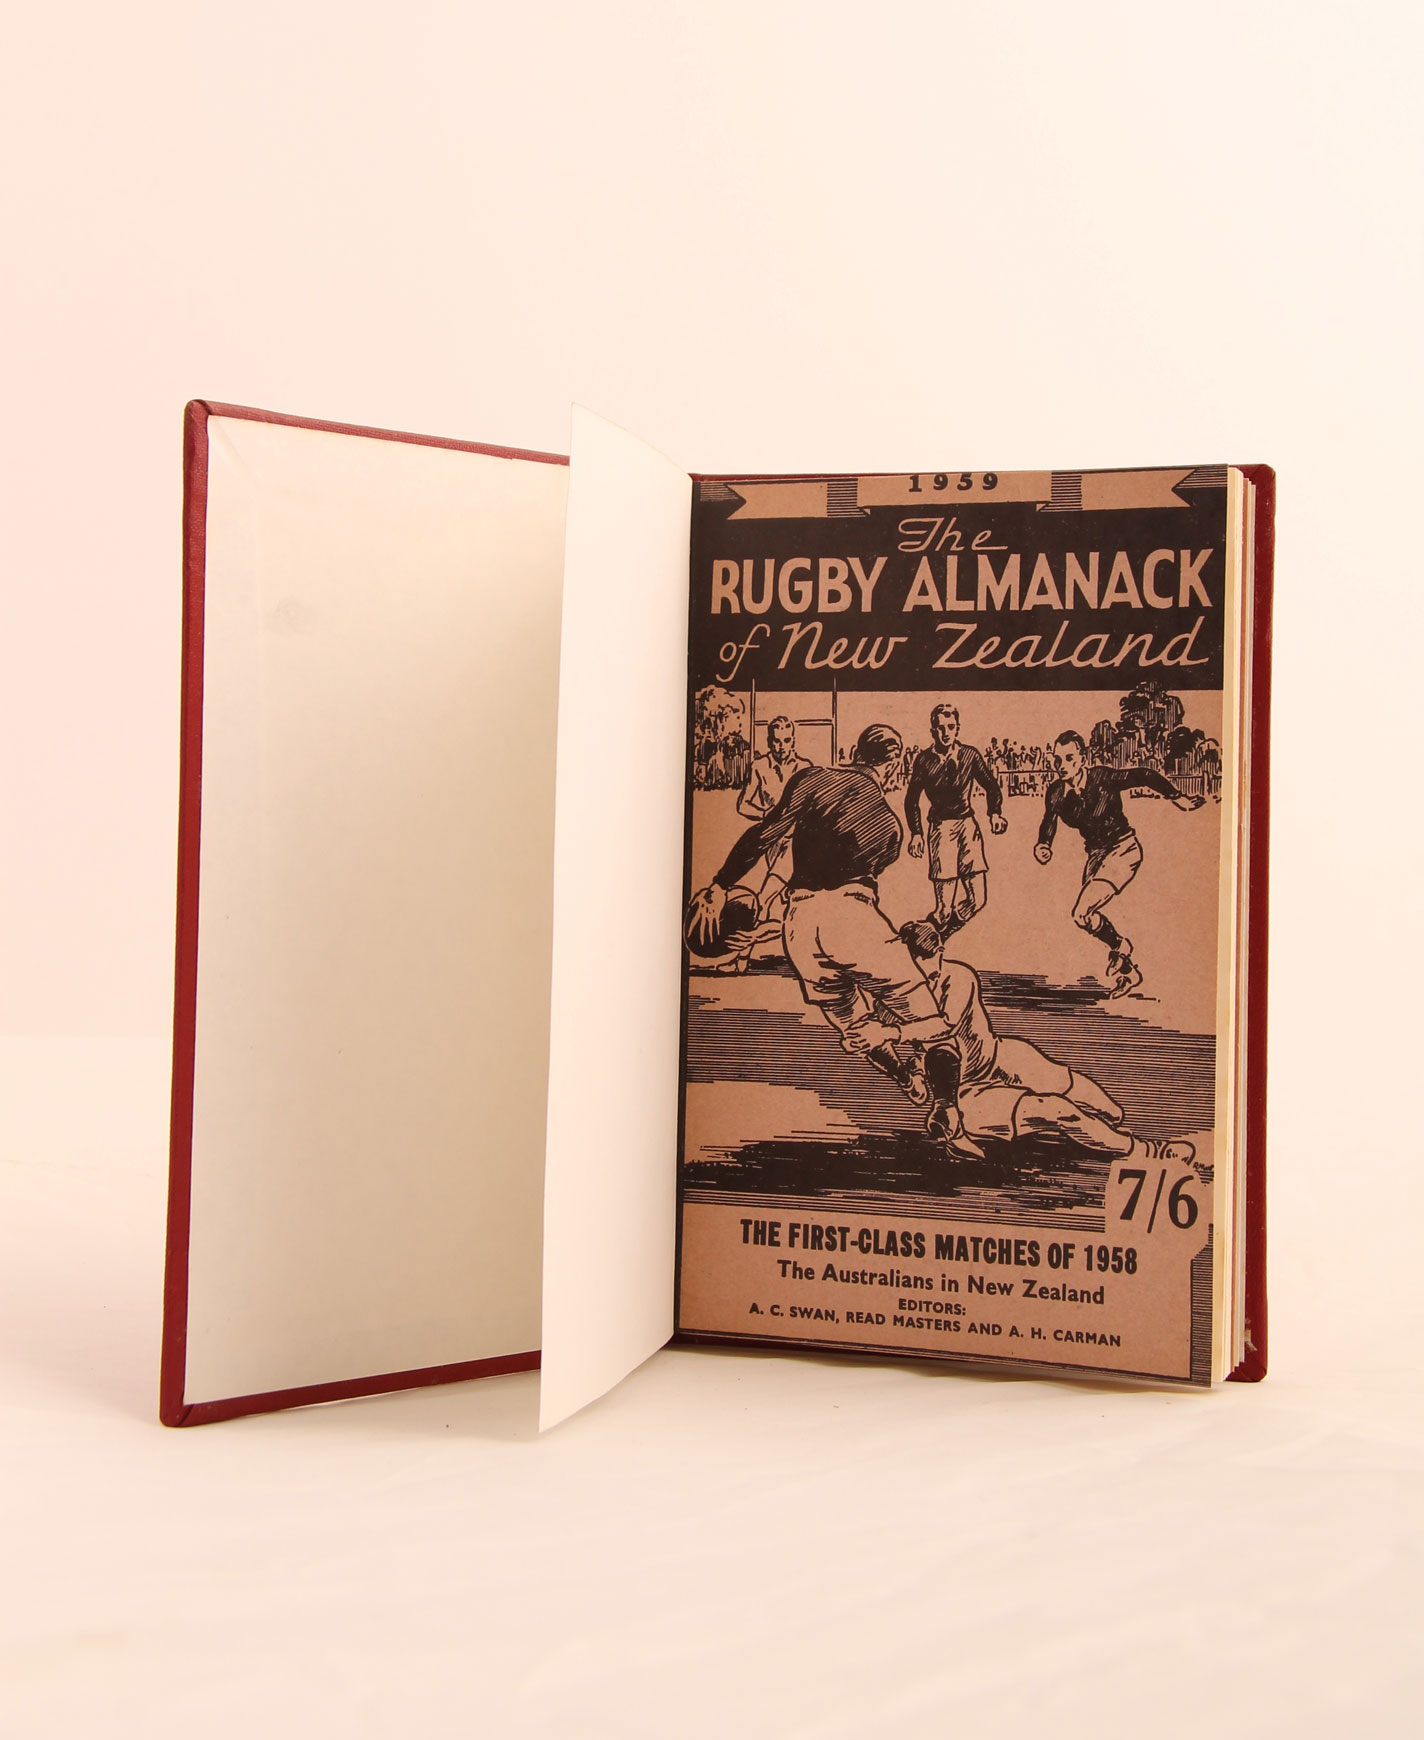 1959
The
RUGBY ALMANACK
of New Zealand
7/6
THE FIRST-CLASS MATCHES OF 1958
The Australians in New Zealand
EDITORS:
A. C. SWAN, READ MASTERS AND A. H. CARMAN